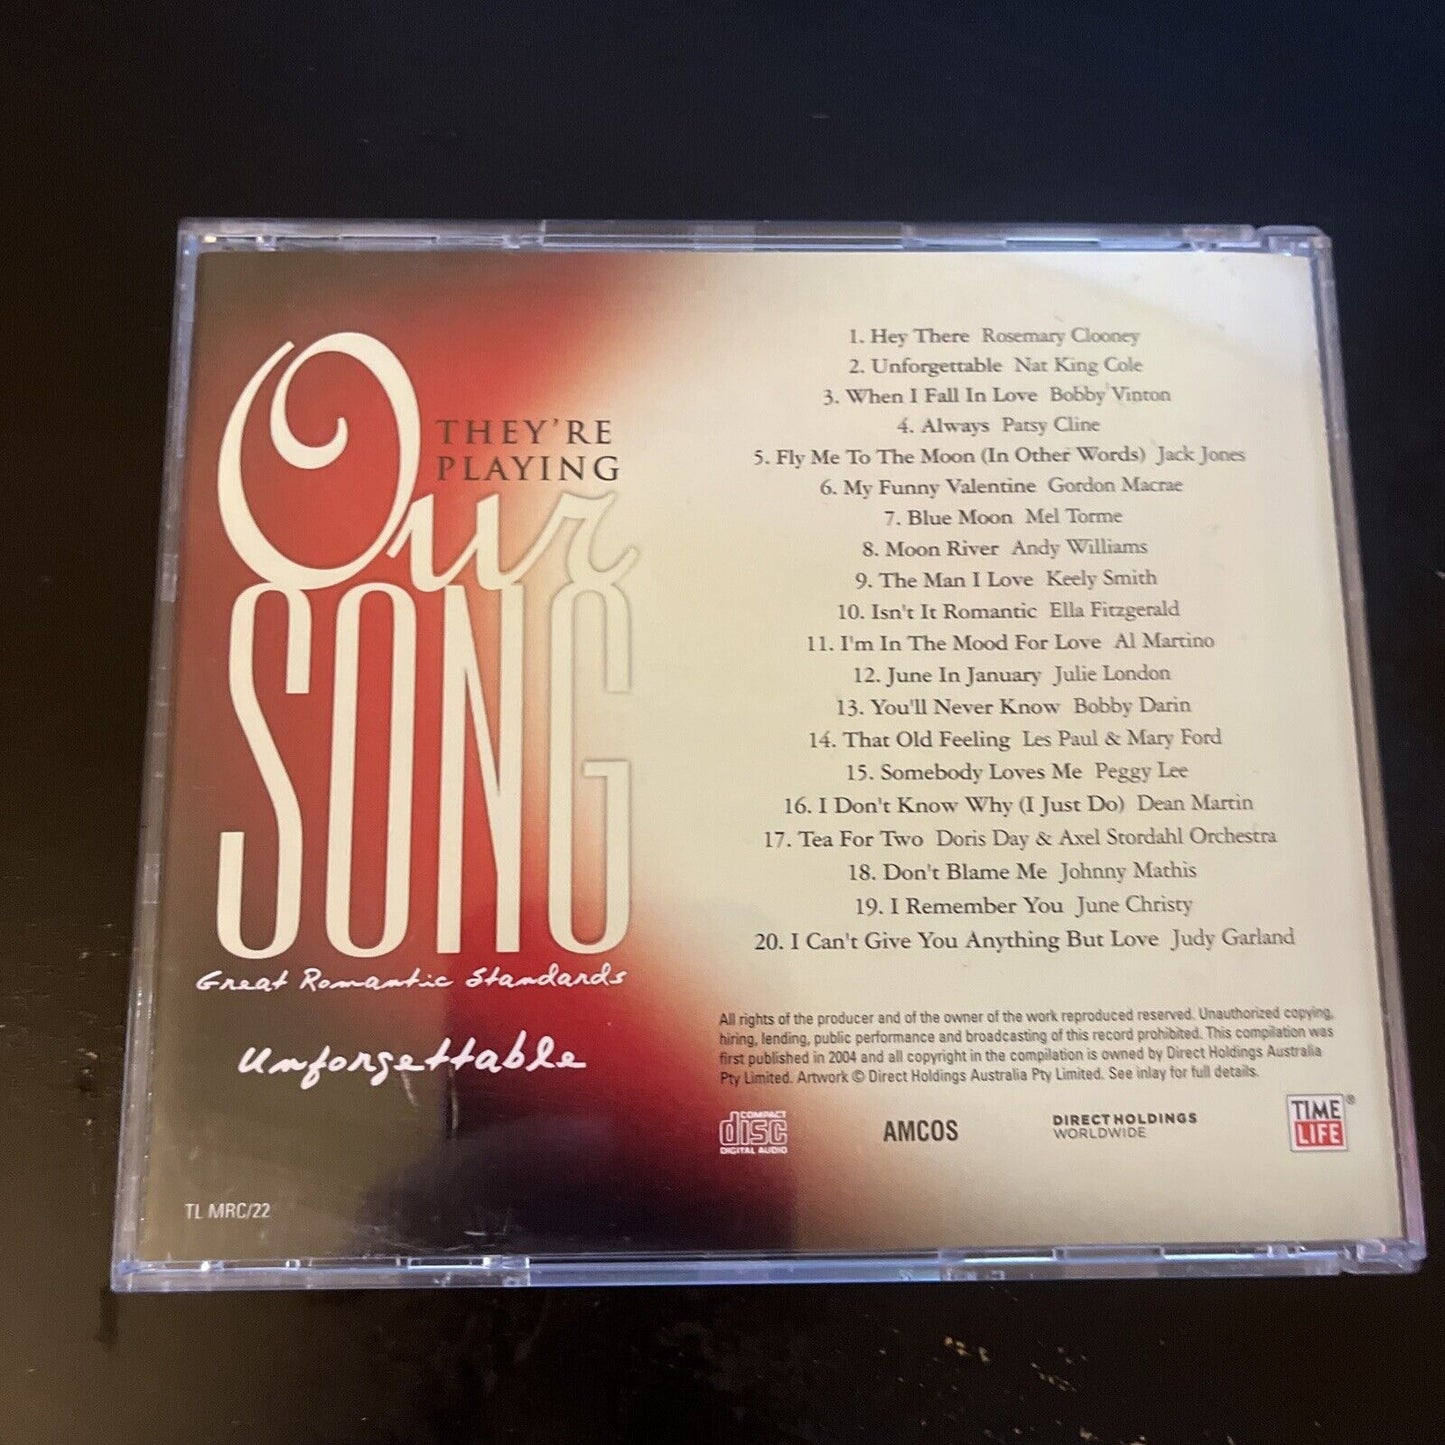 THEY'RE
PLAYING
Our
SONG
Great Romantic Standards
Unforgettable
TL MRC/22
1. Hey There Rosemary Clooney
2. Unforgettable Nat King Cole
3. When I Fall In Love Bobby Vinton
4. Always Patsy Cline
5. Fly Me To The Moon (In Other Words) Jack Jones
6. My Funny Valentine Gordon Macrae
7. Blue Moon Mel Torme
8. Moon River Andy Williams
9. The Man I Love Keely Smith
10. Isn't It Romantic Ella Fitzgerald
11. I'm In The Mood For Love Al Martino
12. June In January Julie London
13. You'll Never Know Bobby Darin
14. That Old Feeling Les Paul & Mary Ford
15. Somebody Loves Me Peggy Lee
16. I Don't Know Why (I Just Do) Dean Martin
17. Tea For Two Doris Day & Axel Stordahl Orchestra
18. Don't Blame Me Johnny Mathis
19. I Remember You June Christy
20. I Can't Give You Anything But Love Judy Garland
All rights of the producer and of the owner of the work reproduced reserved. Unauthorized copying,
hiring, lending, public performance and broadcasting of this record prohibited. This compilation was
first published in 2004 and all copyright in the compilation is owned by Direct Holdings Australia
Pty Limited. Artwork © Direct Holdings Australia Pty Limited. See inlay for full details.
COMPACT
disc
DIGITAL AUDIO
AMCOS
DIRECT HOLDINGS
WORLDWIDE
TIME ®
LIFE